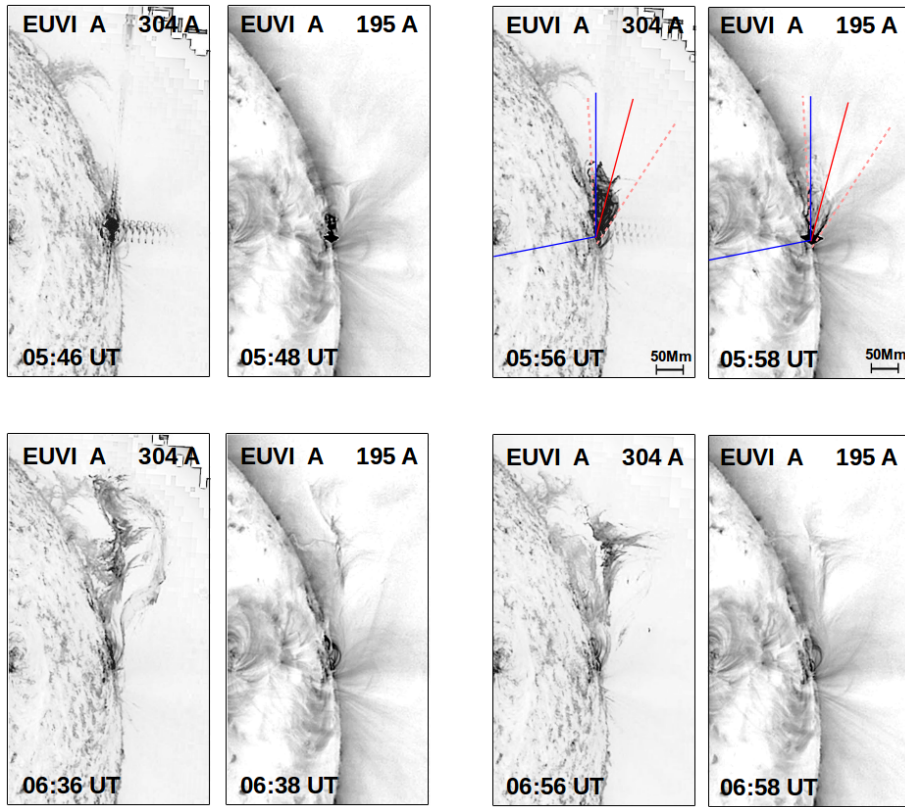 EUVI A 304 A
EUVI A 195 A
EUVI A 304 A
EUVI A 195 A
05:46 UT
05:48 UT
05:56 UT
50Mm
05:58 UT
50Mm
EUVI A 304 A
EUVI A 195 A
EUVI A 304 A
EUVI A 195 A
06:36 UT
06:38 UT
06:56 UT
06:58 UT